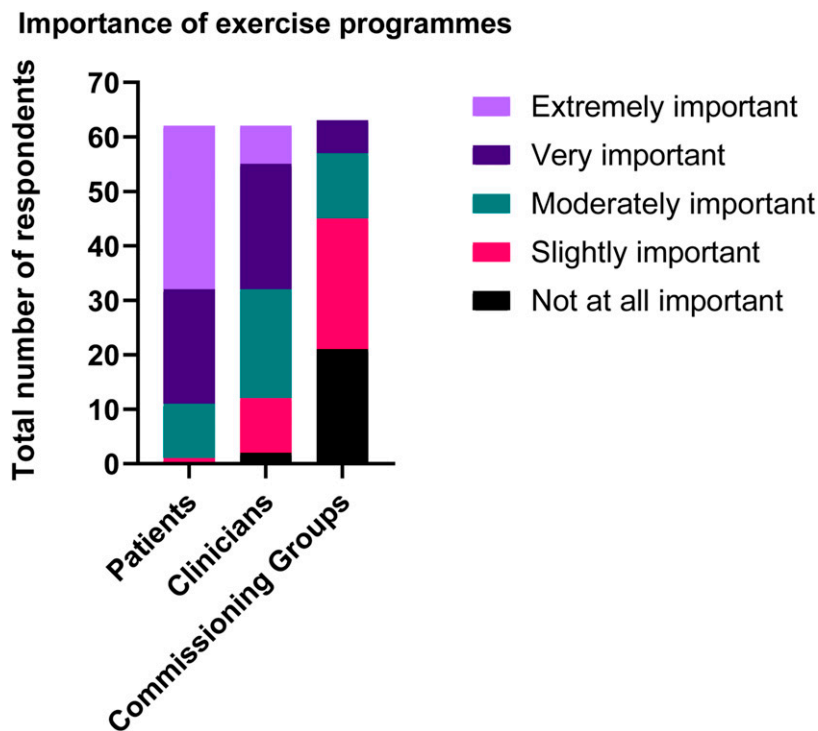 Importance of exercise programmes
Total number of respondents
70
60
50
40
30
20
10
0
Patients
Clinicians
Commissioning Groups
Extremely important
Very important
Moderately important
Slightly important
Not at all important